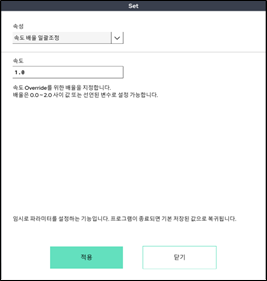 Set
속성
속도 배율 일괄조정
속도
1.0
속도 Override를 위한 배율을 지정합니다.
배율은 0.0 ~ 2.0 사이 값 또는 선언된 변수로 설정 가능합니다.
임시로 파라미터를 설정하는 기능입니다. 프로그램이 종료되면 기본 저장된 값으로 복귀됩니다.
적용
닫기